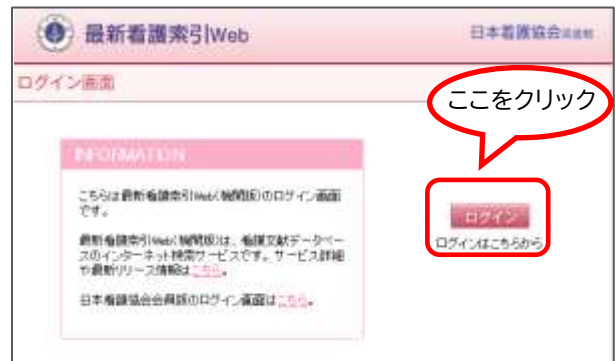 最新看護索引Web
日本看護協会図書館
ログイン画面
ここをクリック
INFORMATION
こちらは最新看護索引Web(機関版)のログイン画面
です。
最新看護索引Web(機関版)は、看護文献データベー
スのインターネット検索サービスです。サービス詳細
や最新リリース情報はこちら。
日本看護協会会員版のログイン画面はこちら。
ログイン
ログインはこちらから